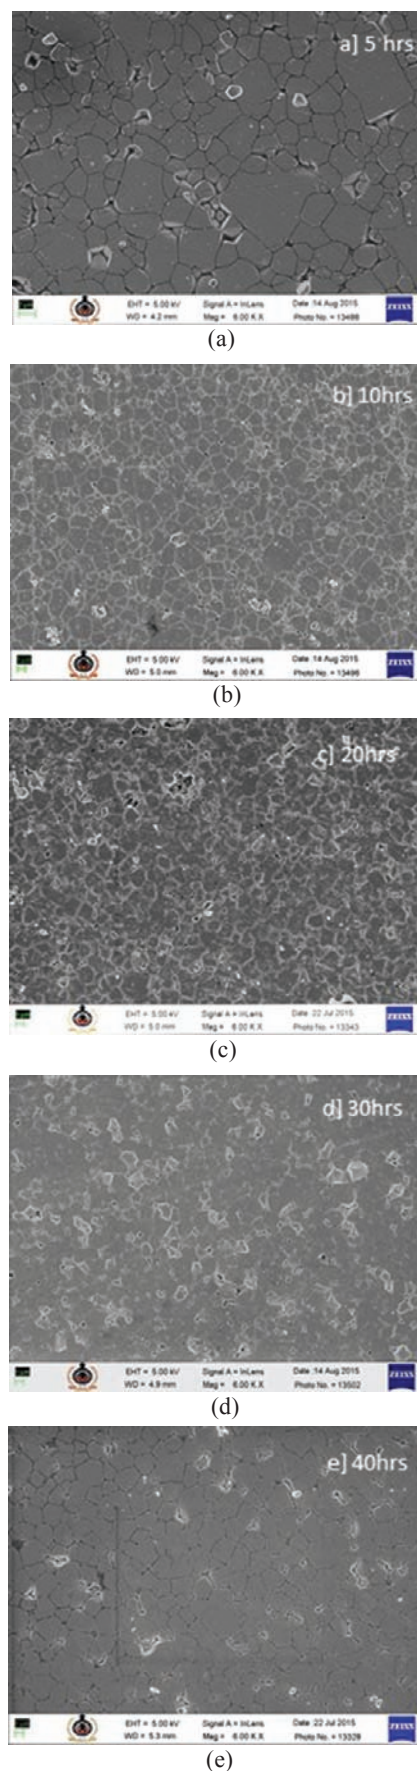 a] 5 hrs
EHT = 5.00 kV Signal A = InLens Date :14 Aug 2015 ZEISS
WD = 4.2 mm Mag = 6.00 K X Photo No. = 13486
(a)
b] 10hrs
EHT = 5.00 kV Signal A = InLens Date :14 Aug 2015 ZEISS
WD = 5.0 mm Mag = 6.00 K X Photo No. = 13496
(b)
c] 20hrs
EHT = 5.00 kV Signal A = InLens Date :22 Jul 2015 ZEISS
WD = 5.0 mm Mag = 6.00 K X Photo No. = 13343
(c)
d] 30hrs
EHT = 5.00 kV Signal A = InLens Date :14 Aug 2015 ZEISS
WD = 4.9 mm Mag = 6.00 K X Photo No. = 13502
(d)
e] 40hrs
EHT = 5.00 kV Signal A = InLens Date :22 Jul 2015 ZEISS
WD = 5.3 mm Mag = 6.00 K X Photo No. =
(e)